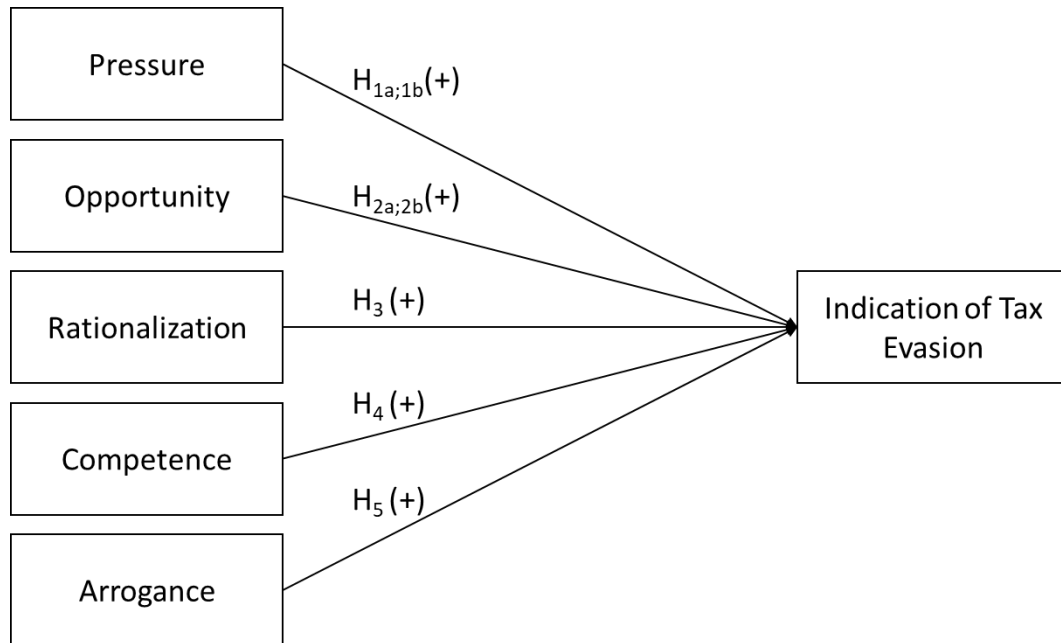 Pressure
H1a;1b(+)
Opportunity
H2a;2b(+)
Rationalization
H3 (+)
Indication of Tax
Evasion
Competence
H4 (+)
Arrogance
H5 (+)